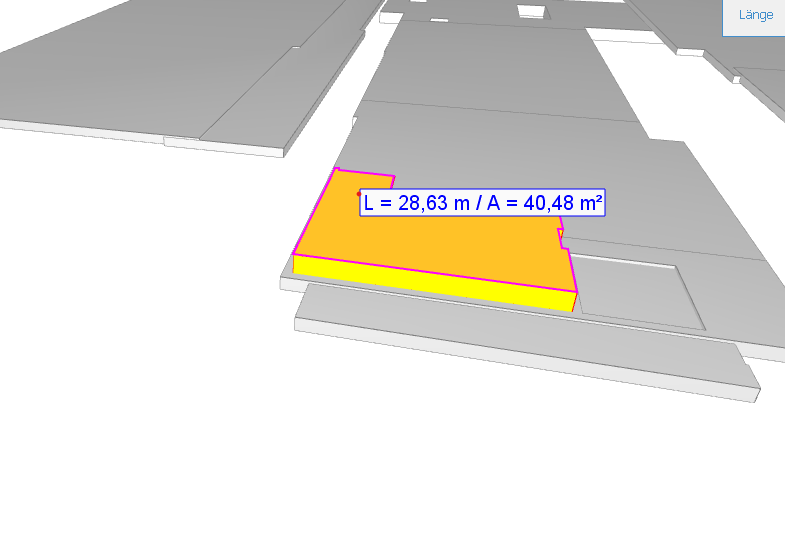 Länge
L = 28,63 m / A = 40,48 m²